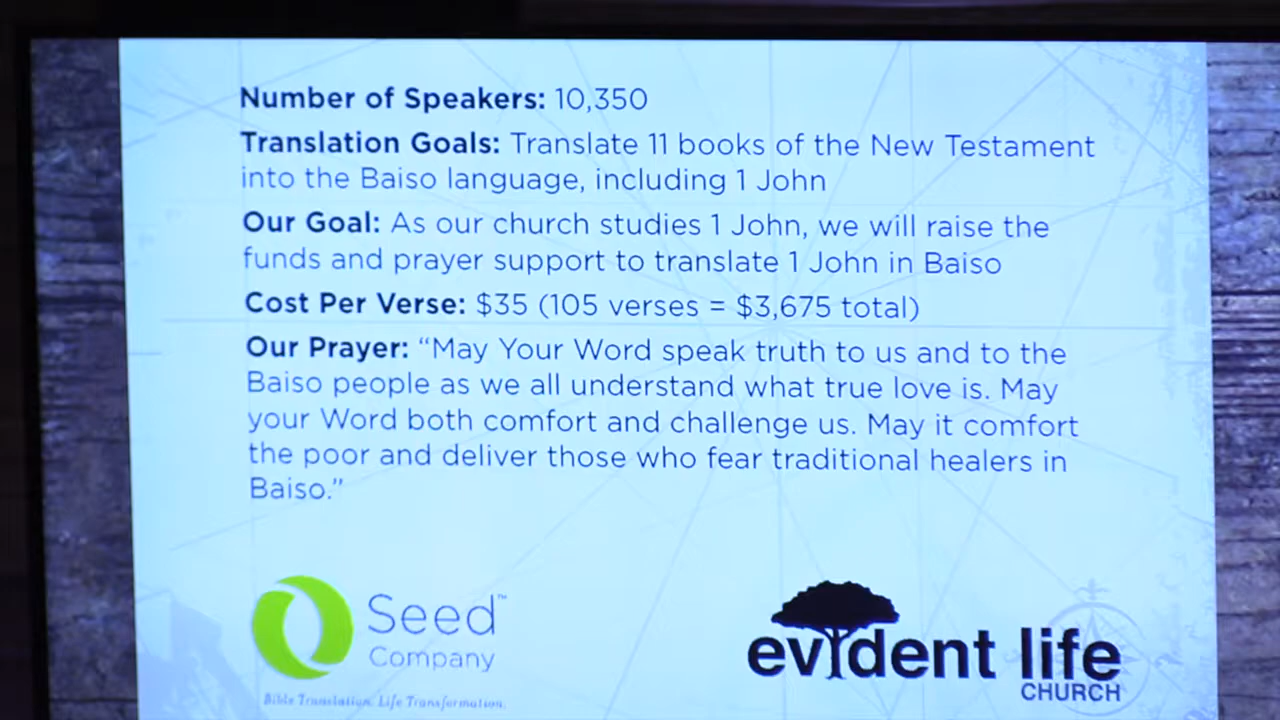 Number of Speakers: 10,350
Translation Goals: Translate 11 books of the New Testament
into the Baiso language, including 1 John
Our Goal: As our church studies 1 John, we will raise the
funds and prayer support to translate 1 John in Baiso
Cost Per Verse: $35 (105 verses = $3,675 total)
Our Prayer: “May Your Word speak truth to us and to the
Baiso people as we all understand what true love is. May
your Word both comfort and challenge us. May it comfort
the poor and deliver those who fear traditional healers in
Baiso.”
Seed™
Company
Bible Translation. Life Transformation.
evident life
CHURCH